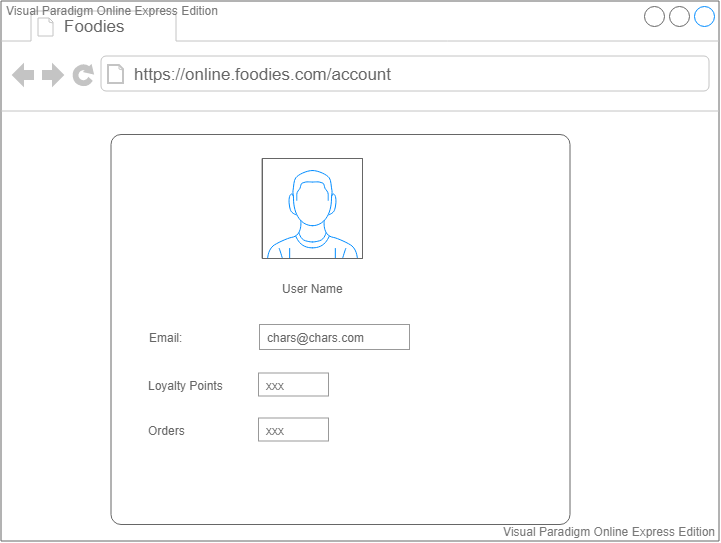 Visual Paradigm Online Express Edition
Foodies
https://online.foodies.com/account
User Name
Email:
chars@chars.com
Loyalty Points
xxx
Orders
xxx
Visual Paradigm Online Express Edition